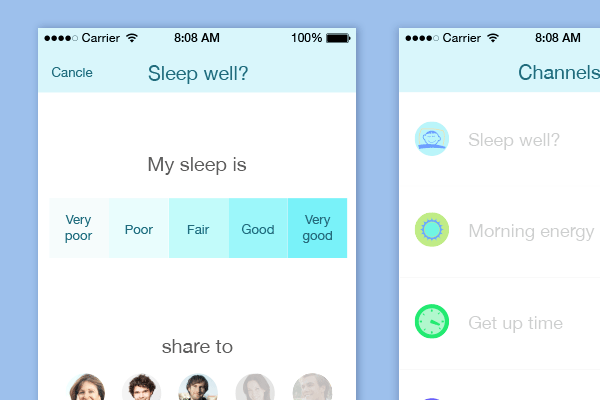 Carrier 8:08 AM 100%
Cancle Sleep well?
My sleep is
Very poor Poor Fair Good Very good
share to
Carrier 8:08 AM
Channels
Sleep well?
Morning energy
Get up time